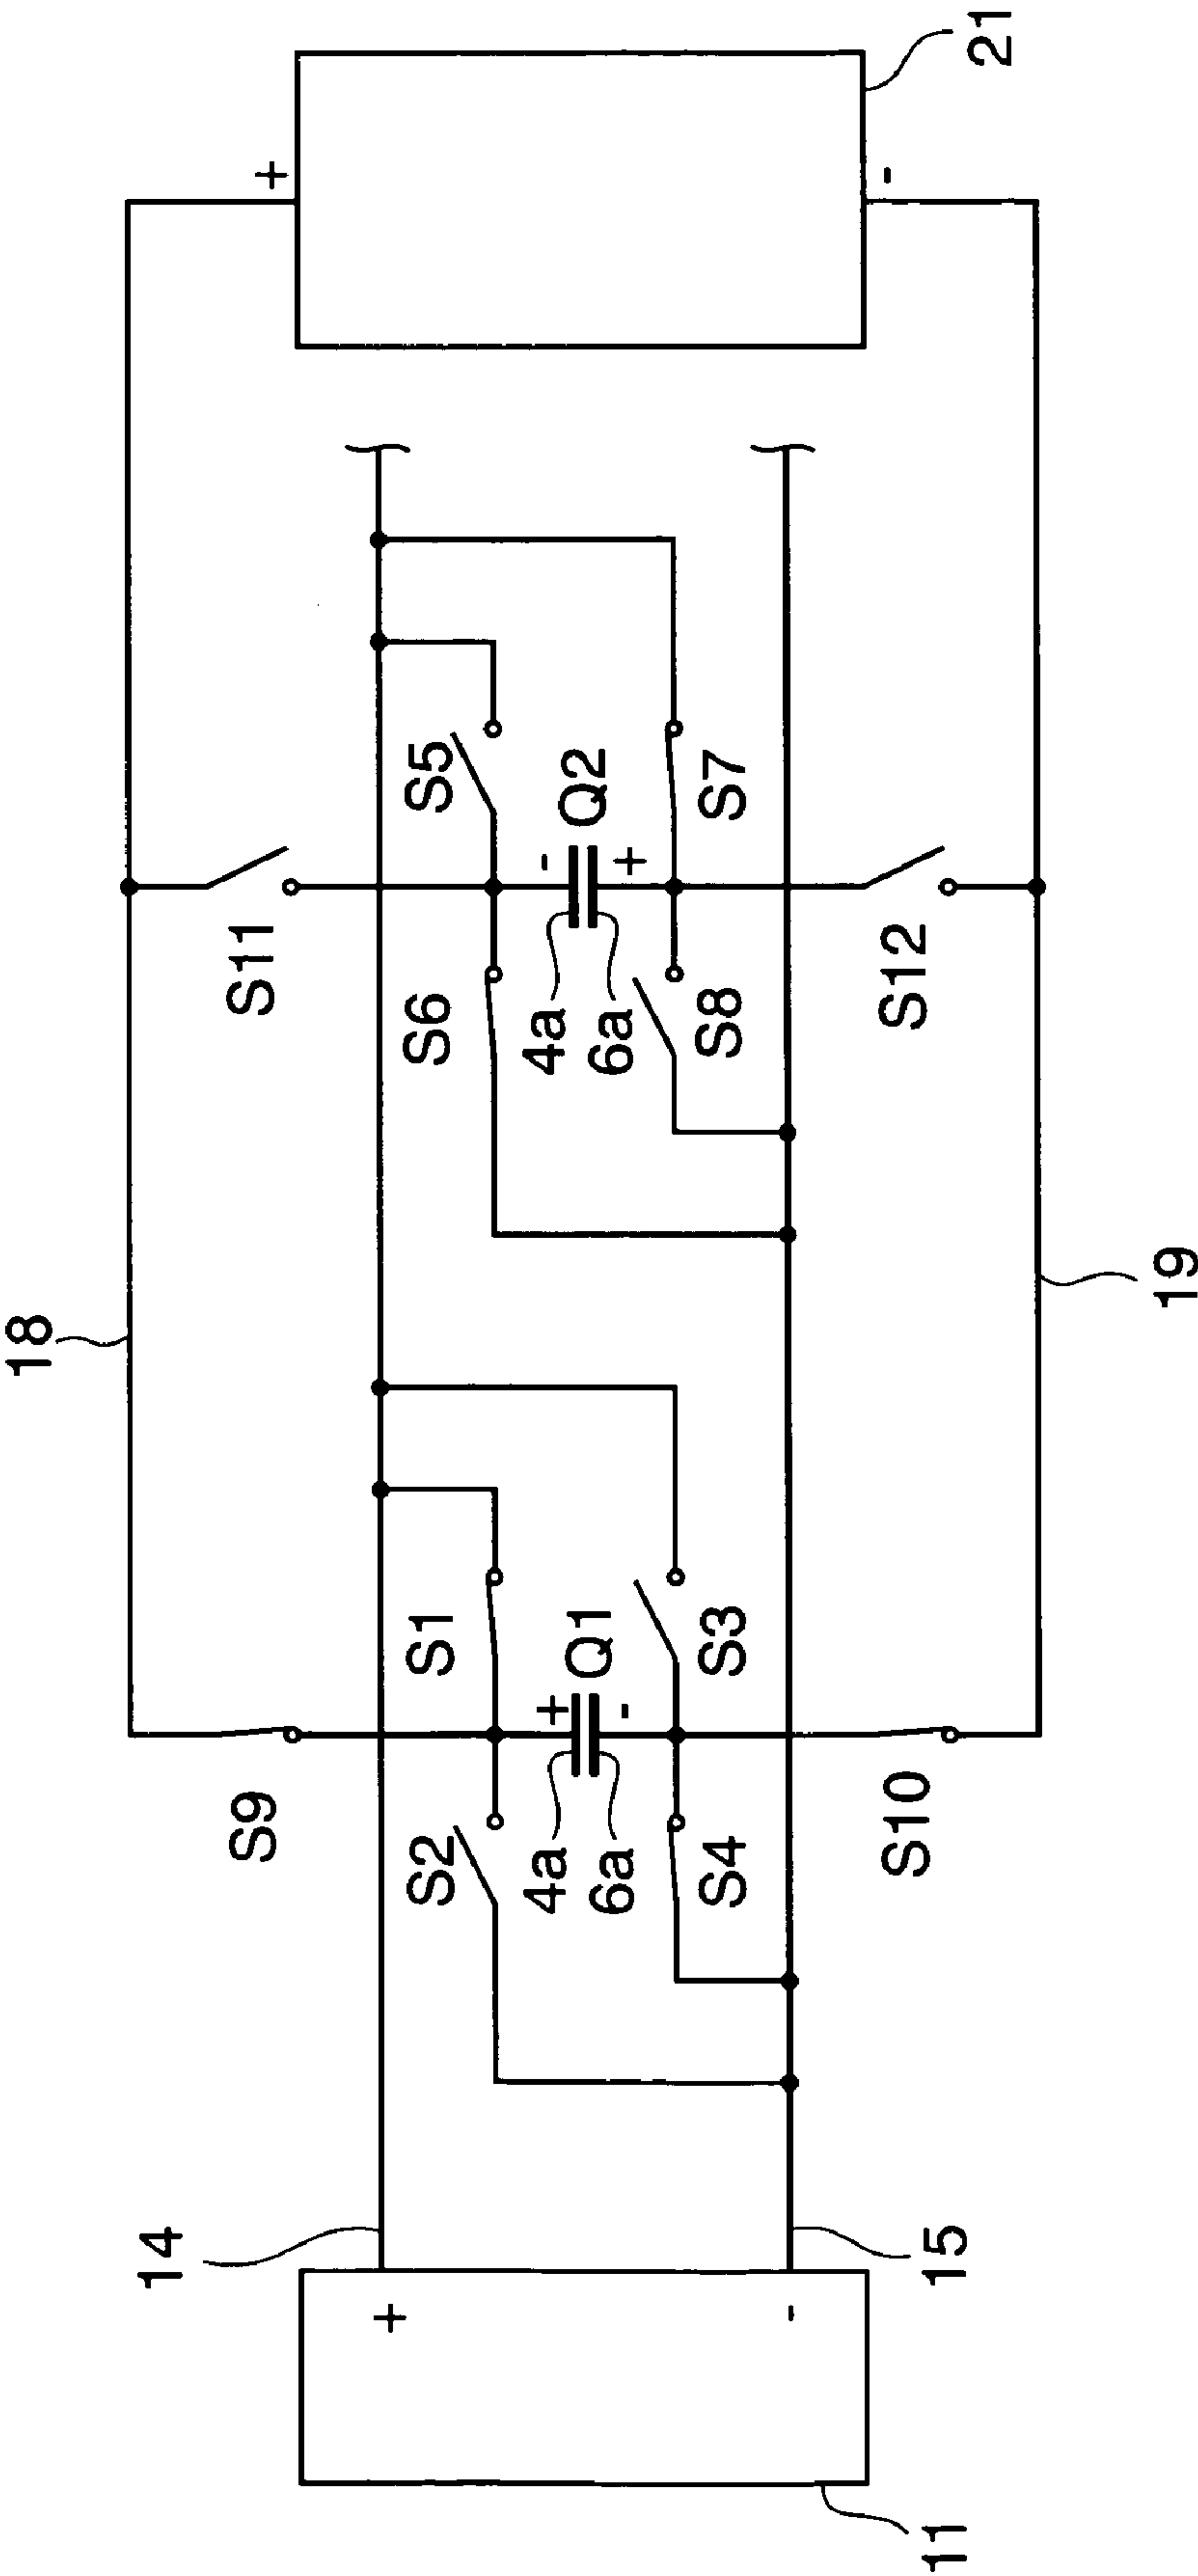 18
+
S9
S11
14
S1
S5
S2
S6
+
+
-
Q1
Q2
4a
4a
21
6a
6a
-
+
-
-
S4
S3
S8
S7
15
S10
S12
11
19